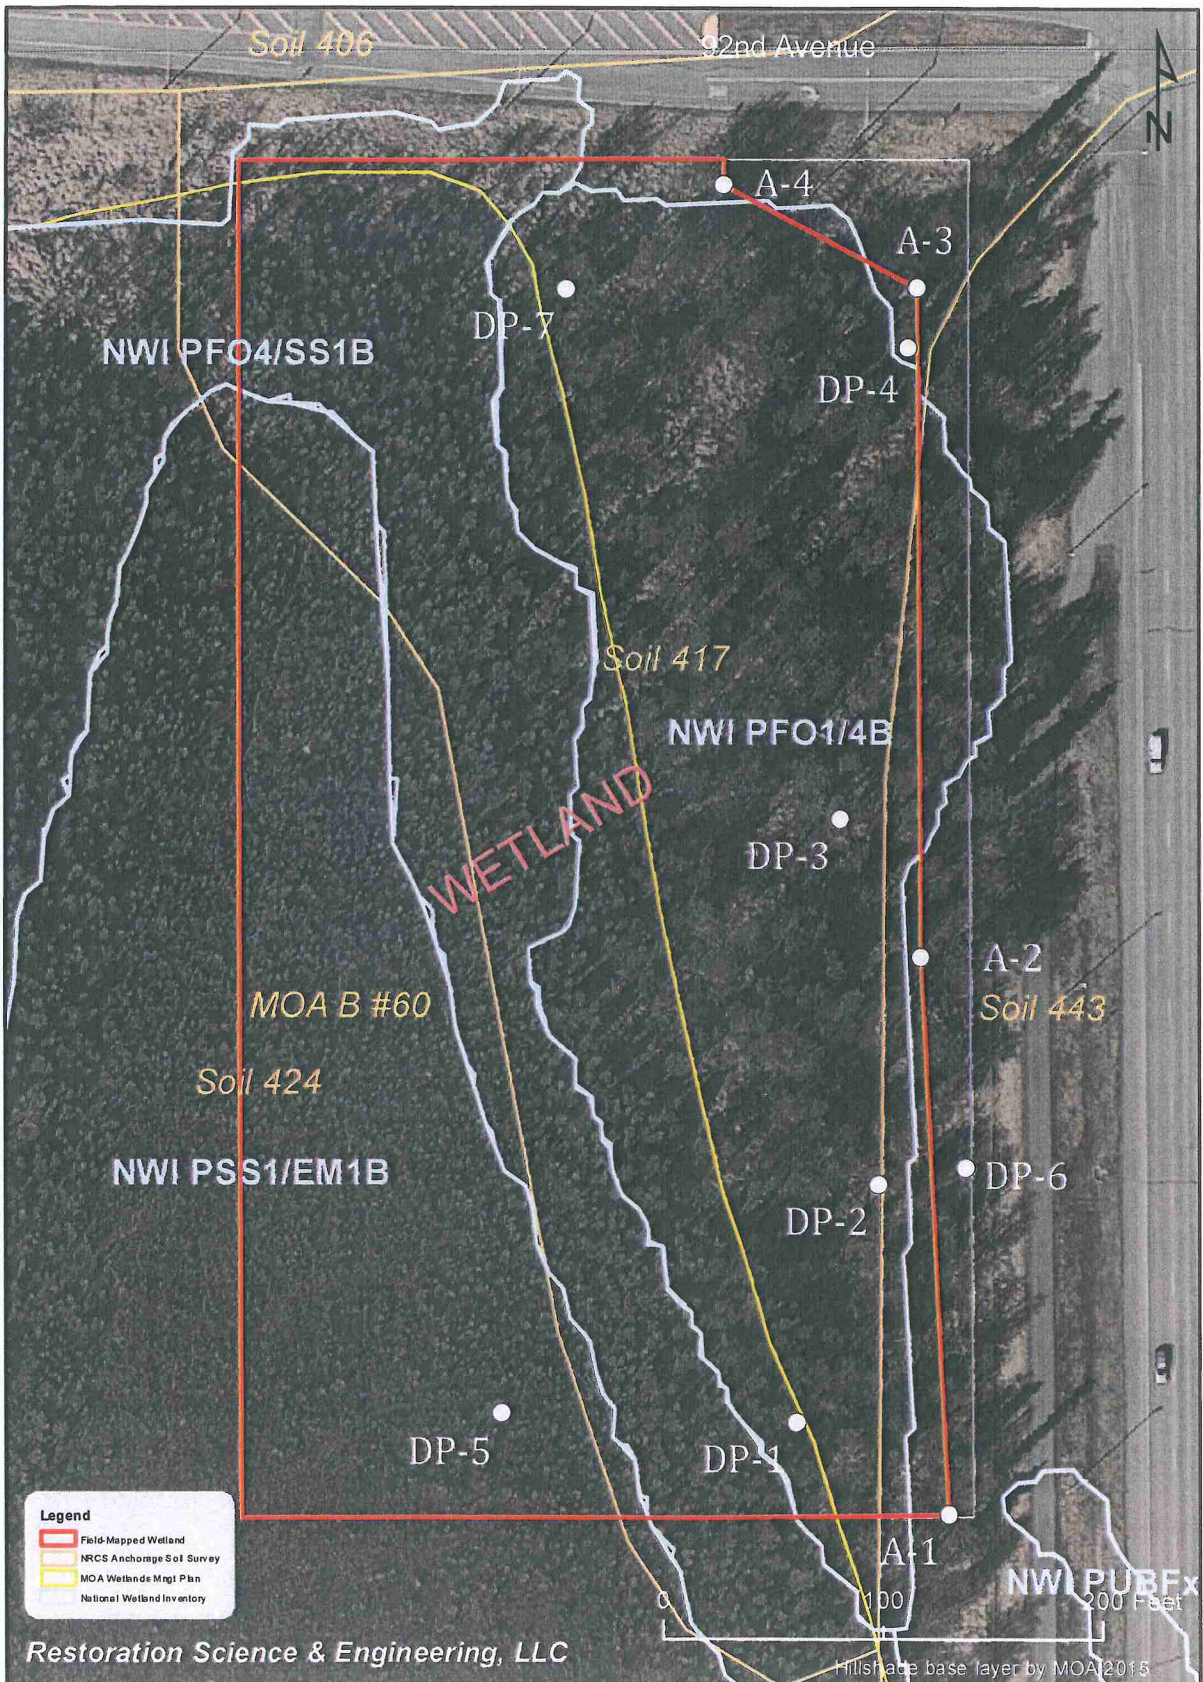 Soil 406
92nd Avenue
N
A-4
A-3
DP-7
NWI PFO4/SS1B
DP-4
Soil 417
NWI PFO1/4B
WETLAND
DP-3
A-2
MOA B #60
Soil 443
Soil 424
NWI PSS1/EM1B
DP-6
DP-2
DP-5
DP-1
Legend
Field-Mapped Wetland
NRCS Anchorage Soil Survey
MOA Wetlands Mngt Plan
National Wetland Inventory
A-1
NWI PUBFx
0 100 200 Feet
Restoration Science & Engineering, LLC
Hillshade base layer by MOA 2015